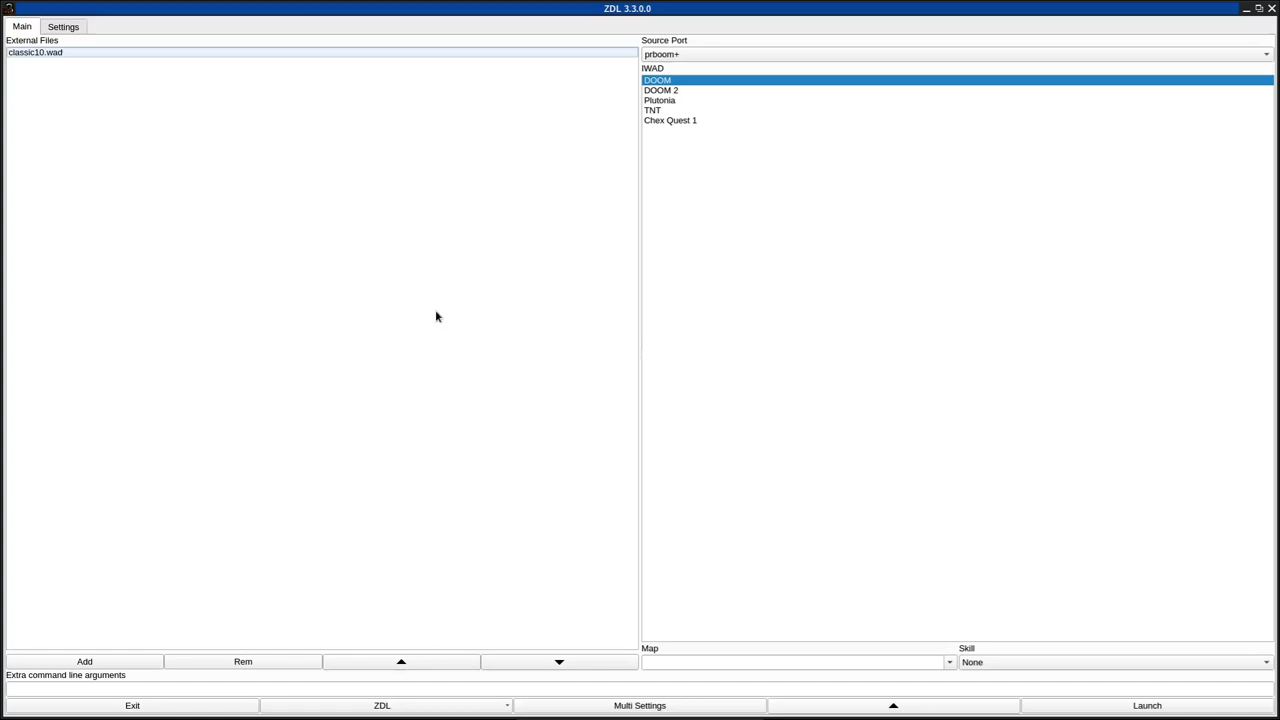 ZDL 3.3.0.0
Main
Settings
External Files
classic10.wad
Source Port
prboom+
IWAD
DOOM
DOOM 2
Plutonia
TNT
Chex Quest 1
Add
Rem
Map
Skill
None
Extra command line arguments
Exit
ZDL
Multi Settings
Launch